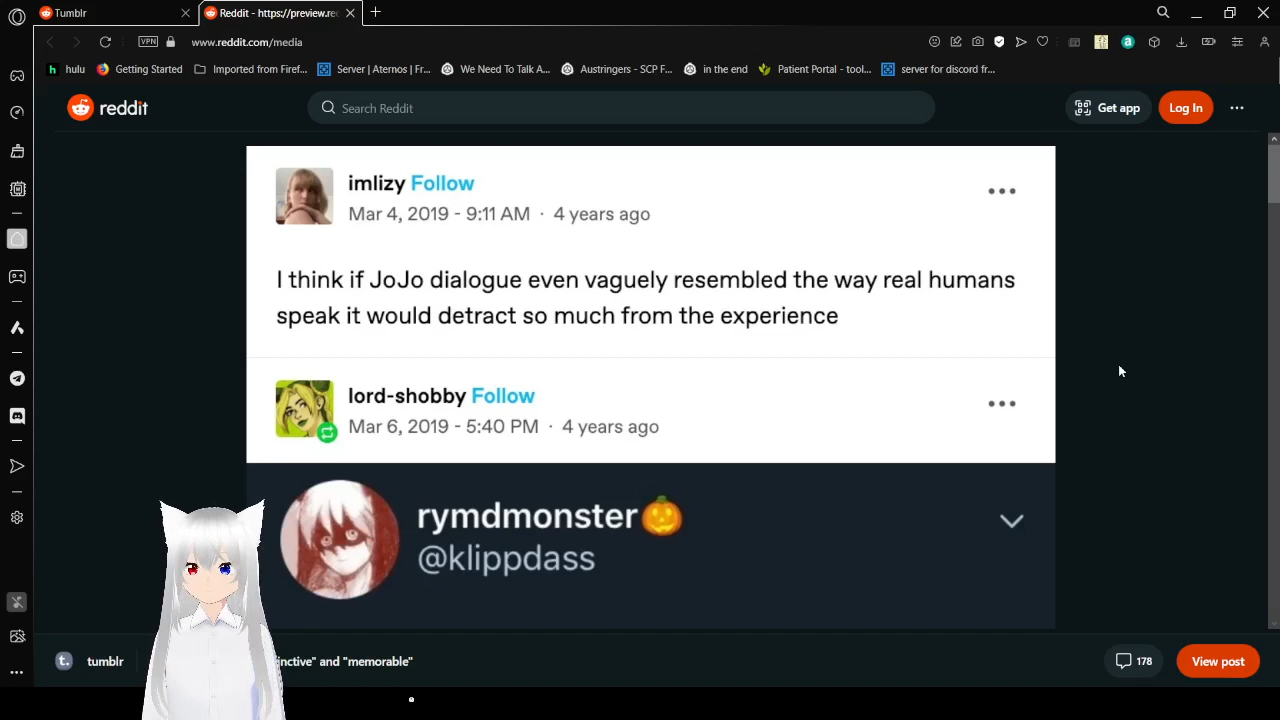 Tumblr
Reddit - https://preview.re
VPN
www.reddit.com/media
hulu
Getting Started
Imported from Firef...
Server | Aternos | Fr...
We Need To Talk A...
Austringers - SCP F...
in the end
Patient Portal - tool...
server for discord fr...
reddit
Search Reddit
Get app
Log In
imlizy Follow
Mar 4, 2019 - 9:11 AM · 4 years ago
I think if JoJo dialogue even vaguely resembled the way real humans
speak it would detract so much from the experience
lord-shobby Follow
Mar 6, 2019 - 5:40 PM · 4 years ago
rymdmonster🎃
@klippdass
t.
tumblr
and "memorable"
178
View post